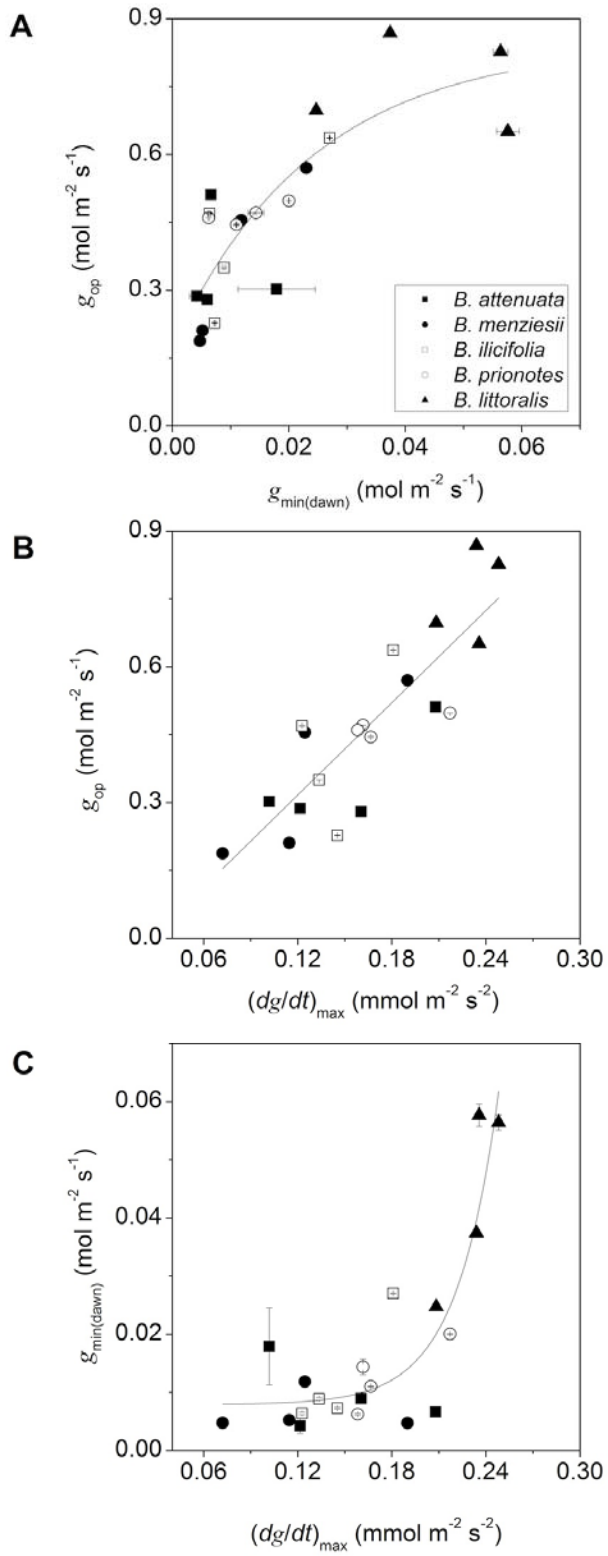 A
0.9
0.6
0.3
0.0
g_op (mol m⁻² s⁻¹)
B. attenuata
B. menziesii
B. ilicifolia
B. prionotes
B. littoralis
0.00 0.02 0.04 0.06
g_min(dawn) (mol m⁻² s⁻¹)
B
0.9
0.6
0.3
0.0
g_op (mol m⁻² s⁻¹)
0.06 0.12 0.18 0.24 0.30
(dg/dt)_max (mmol m⁻² s⁻²)
C
0.06
0.04
0.02
0.00
g_min(dawn) (mol m⁻² s⁻¹)
0.06 0.12 0.18 0.24 0.30
(dg/dt)_max (mmol m⁻² s⁻²)